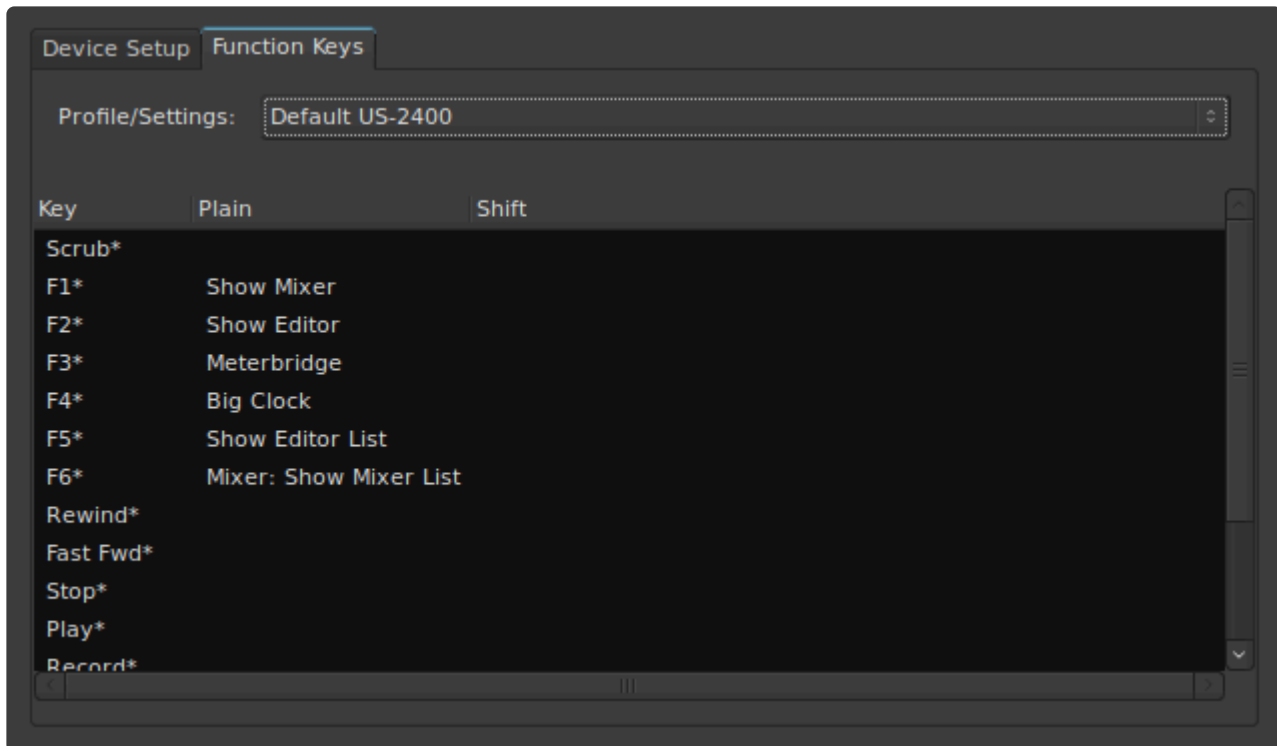 Device Setup Function Keys
Profile/Settings: Default US-2400
Key Plain Shift
Scrub*
F1* Show Mixer
F2* Show Editor
F3* Meterbridge
F4* Big Clock
F5* Show Editor List
F6* Mixer: Show Mixer List
Rewind*
Fast Fwd*
Stop*
Play*
Record*